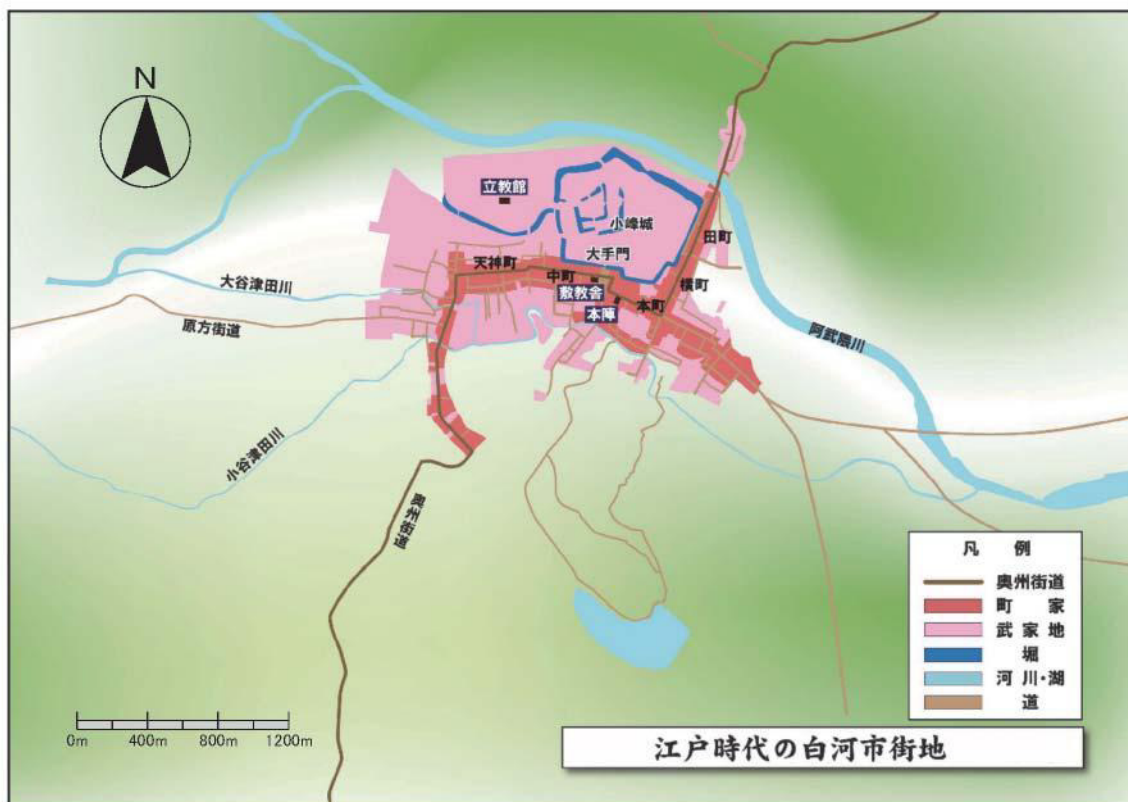 N
立教館
小峰城
大手門
田町
天神町
中町
敷教舎
横町
本町
本陣
大谷津田川
原方街道
阿武隈川
小谷津田川
奥州街道
凡 例
奥州街道
町 家
武家地
堀
河川・湖
道
0m 400m 800m 1200m
江戸時代の白河市街地